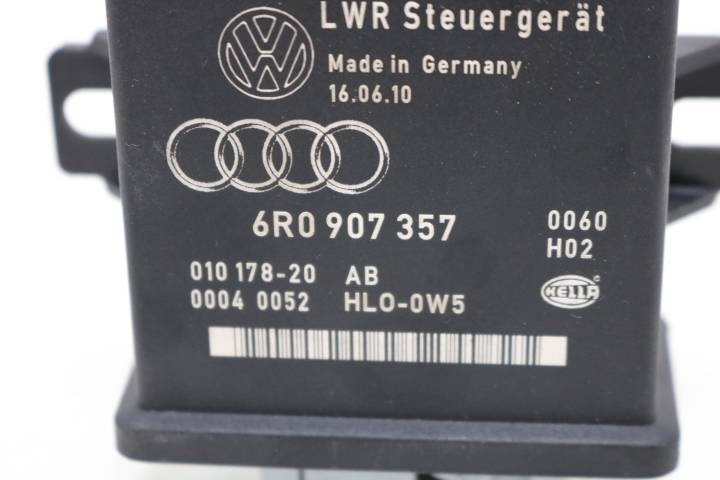 LWR Steuergerät
Made in Germany
16.06.10
6R0 907 357
0060
H02
010 178-20 AB
0004 0052 HLO-0W5
HELLA